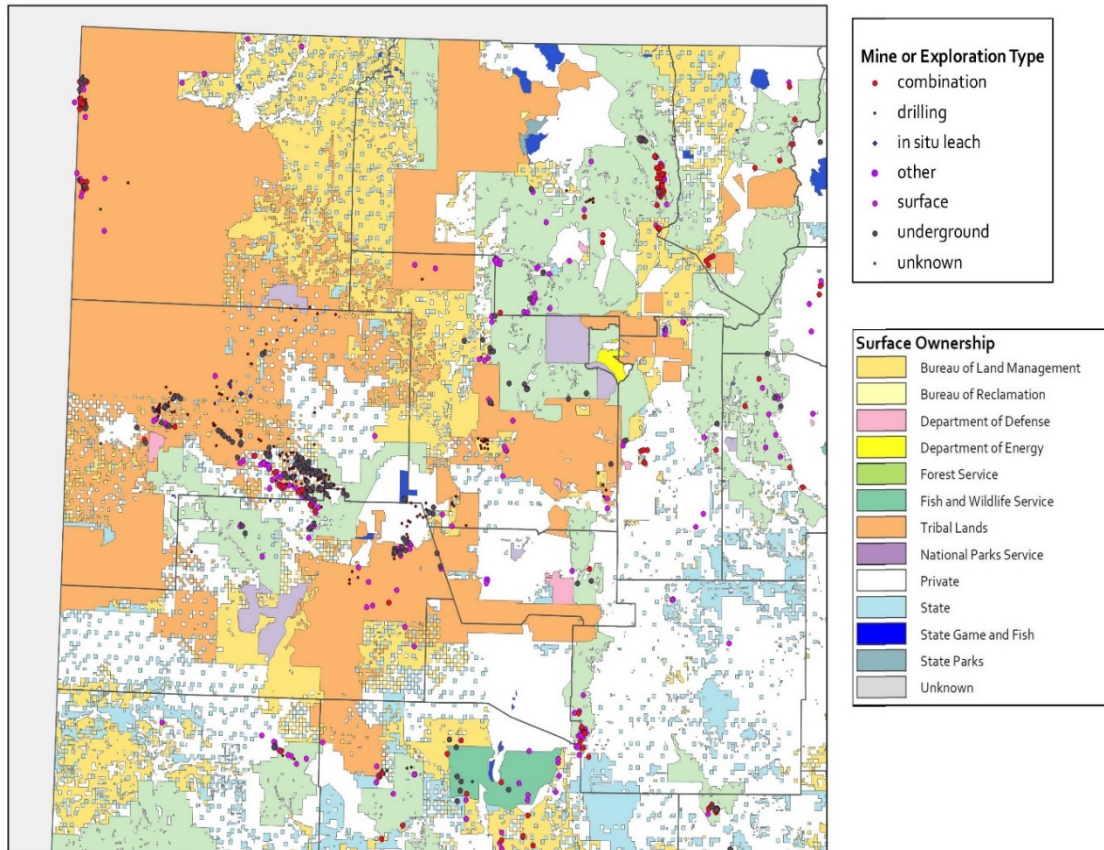 Mine or Exploration Type
combination
drilling
in situ leach
other
surface
underground
unknown
Surface Ownership
Bureau of Land Management
Bureau of Reclamation
Department of Defense
Department of Energy
Forest Service
Fish and Wildlife Service
Tribal Lands
National Parks Service
Private
State
State Game and Fish
State Parks
Unknown